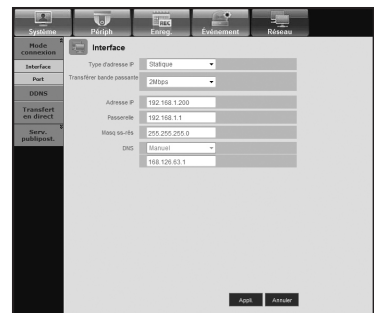 Système Périph Enreg. Événement Réseau
Mode connexion
Interface
Port
DDNS
Transfert en direct
Serv. publipost.
Interface
Type d'adresse IP Statique
Transférer bande passante 2Mbps
Adresse IP 192.168.1.200
Passerelle 192.168.1.1
Masq ss-rés 255.255.255.0
DNS Manuel
168.126.63.1
Appli. Annuler